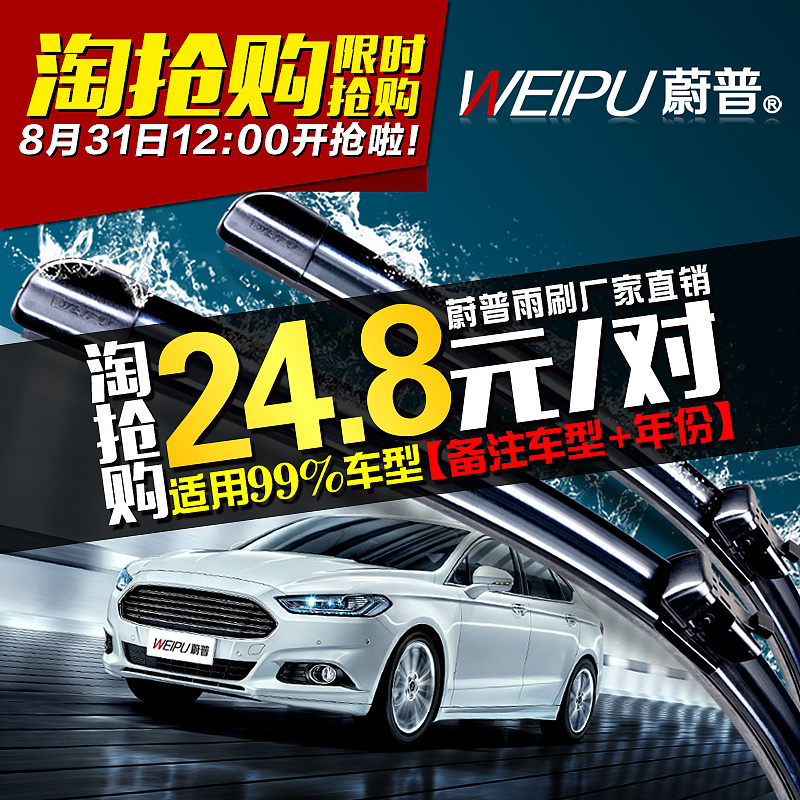 淘抢购 限时抢购
8月31日12:00开抢啦!
WEIPU蔚普®
蔚普雨刷厂家直销
淘抢购
24.8元/对
适用99%车型【备注车型+年份】
WEIPU蔚普